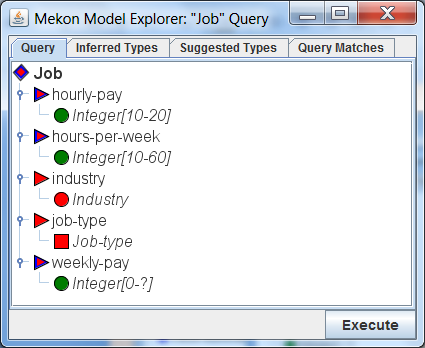 Mekon Model Explorer: "Job" Query
Query Inferred Types Suggested Types Query Matches
Job
hourly-pay
Integer[10-20]
hours-per-week
Integer[10-60]
industry
Industry
job-type
Job-type
weekly-pay
Integer[0-?]
Execute